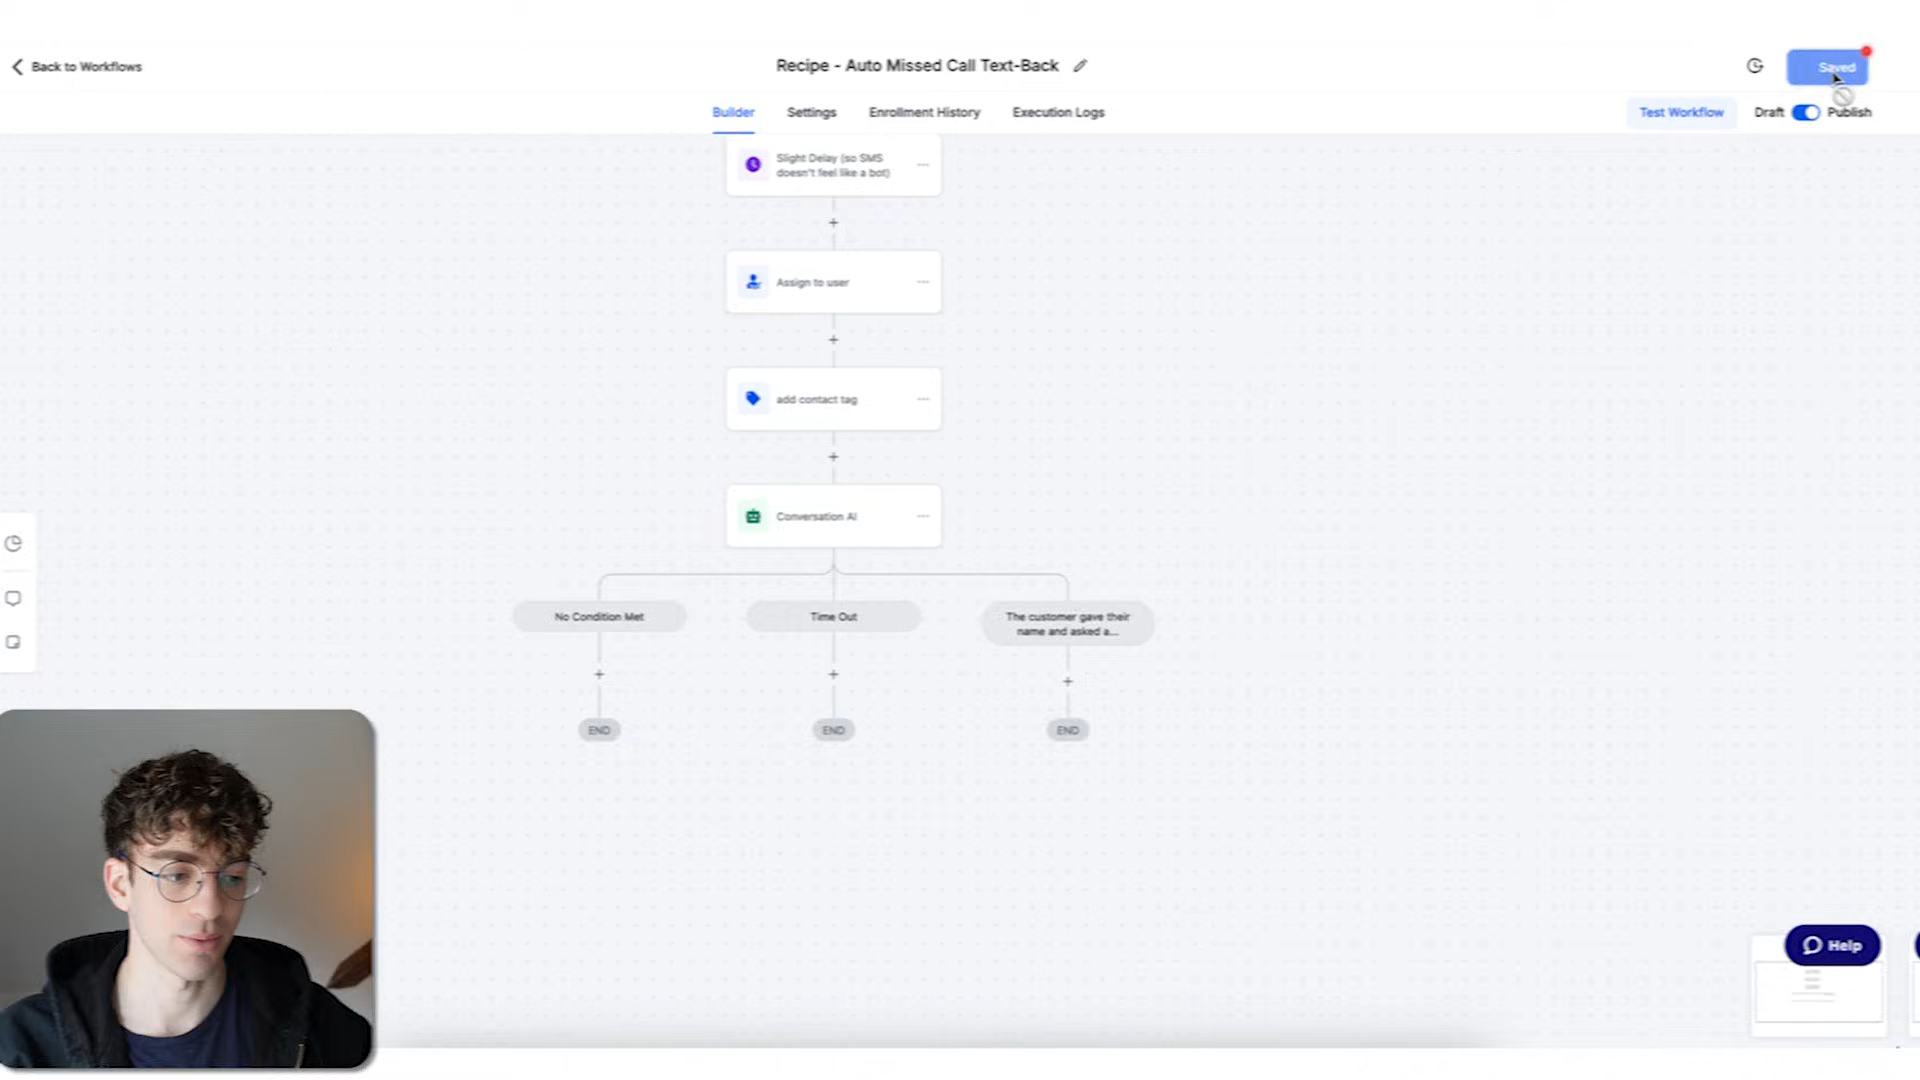 Back to Workflows
Recipe - Auto Missed Call Text-Back
Saved
Builder
Settings
Enrollment History
Execution Logs
Test Workflow
Draft
Publish
Slight Delay (so SMS
doesn't feel like a bot)
Assign to user
add contact tag
Conversation AI
No Condition Met
Time Out
The customer gave their
name and asked a...
END
END
END
Help